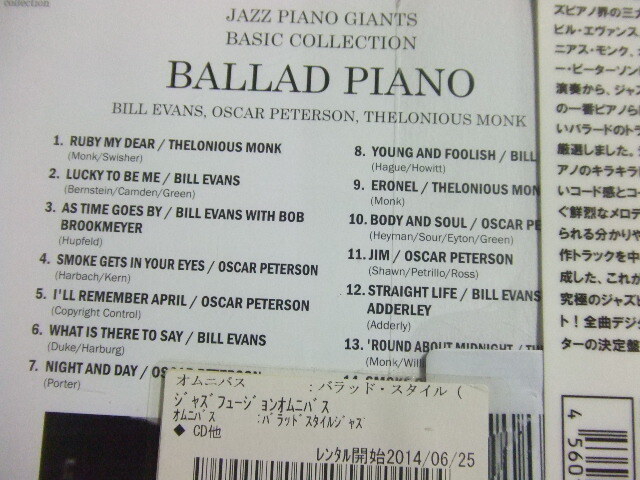 collection
JAZZ PIANO GIANTS
BASIC COLLECTION
BALLAD PIANO
BILL EVANS, OSCAR PETERSON, THELONIOUS MONK
1. RUBY MY DEAR / THELONIOUS MONK
(Monk/Swisher)
2. LUCKY TO BE ME / BILL EVANS
(Bernstein/Camden/Green)
3. AS TIME GOES BY / BILL EVANS WITH BOB
BROOKMEYER
(Hupfeld)
4. SMOKE GETS IN YOUR EYES / OSCAR PETERSON
(Harbach/Kern)
5. I'LL REMEMBER APRIL / OSCAR PETERSON
(Copyright Control)
6. WHAT IS THERE TO SAY / BILL EVANS
(Duke/Harburg)
7. NIGHT AND DAY / OSCAR PETERSON
(Porter)
8. YOUNG AND FOOLISH / BILL
(Hague/Howitt)
9. ERONEL / THELONIOUS MON
(Monk)
10. BODY AND SOUL / OSCAR PE
(Heyman/Sour/Eyton/Green)
11. JIM / OSCAR PETERSON
(Shawn/Petrillo/Ross)
12. STRAIGHT LIFE / BILL EVANS
ADDERLEY
(Adderly)
13. 'ROUND ABOUT MIDNIGHT / TH
(Monk/Will
オムニバス :バラッド・スタイル (
ジャズフュージョンオムニバス
オムニバス :バラッドスタイルジャズ
◆ CD他
レンタル開始2014/06/25
ズピアノ界の三大
ビル・エヴァンス、
ニアス・モンク、
ー・ピーターソン
演奏から、ジャズ
の一番ピアノら
いバラードのトラ
厳選しました。
アノのキラキラ
いコード感とコ
ぐ鮮烈なメロデ
られる分かりや
作トラックを中
成した、これが
究極のジャズピ
ト!全曲デジタ
ターの決定盤
4 560